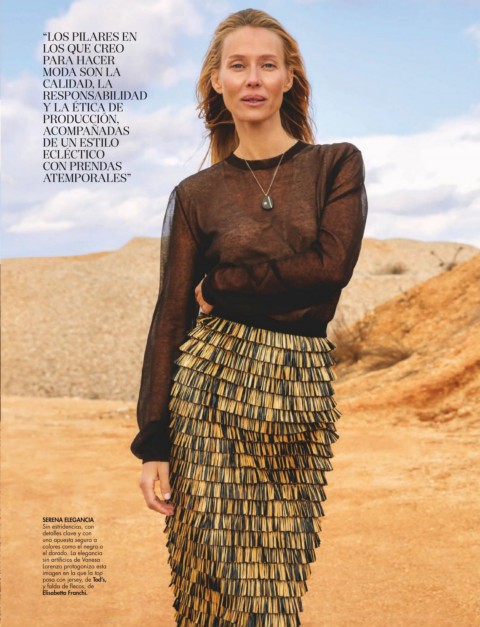 “LOS PILARES EN
LOS QUE CREO
PARA HACER
MODA SON LA
CALIDAD, LA
RESPONSABILIDAD
Y LA ÉTICA DE
PRODUCCIÓN,
ACOMPAÑADAS
DE UN ESTILO
ECLÉCTICO
CON PRENDAS
ATEMPORALES”
SERENA ELEGANCIA
Sin estridencias, con
detalles clave y con
una apuesta segura a
colores como el negro o
el dorado. La elegancia
sin artificios de Vanesa
Lorenzo protagoniza esta
imagen en la que la top
posa con jersey, de Tod's,
y falda de flecos, de
Elisabetta Franchi.